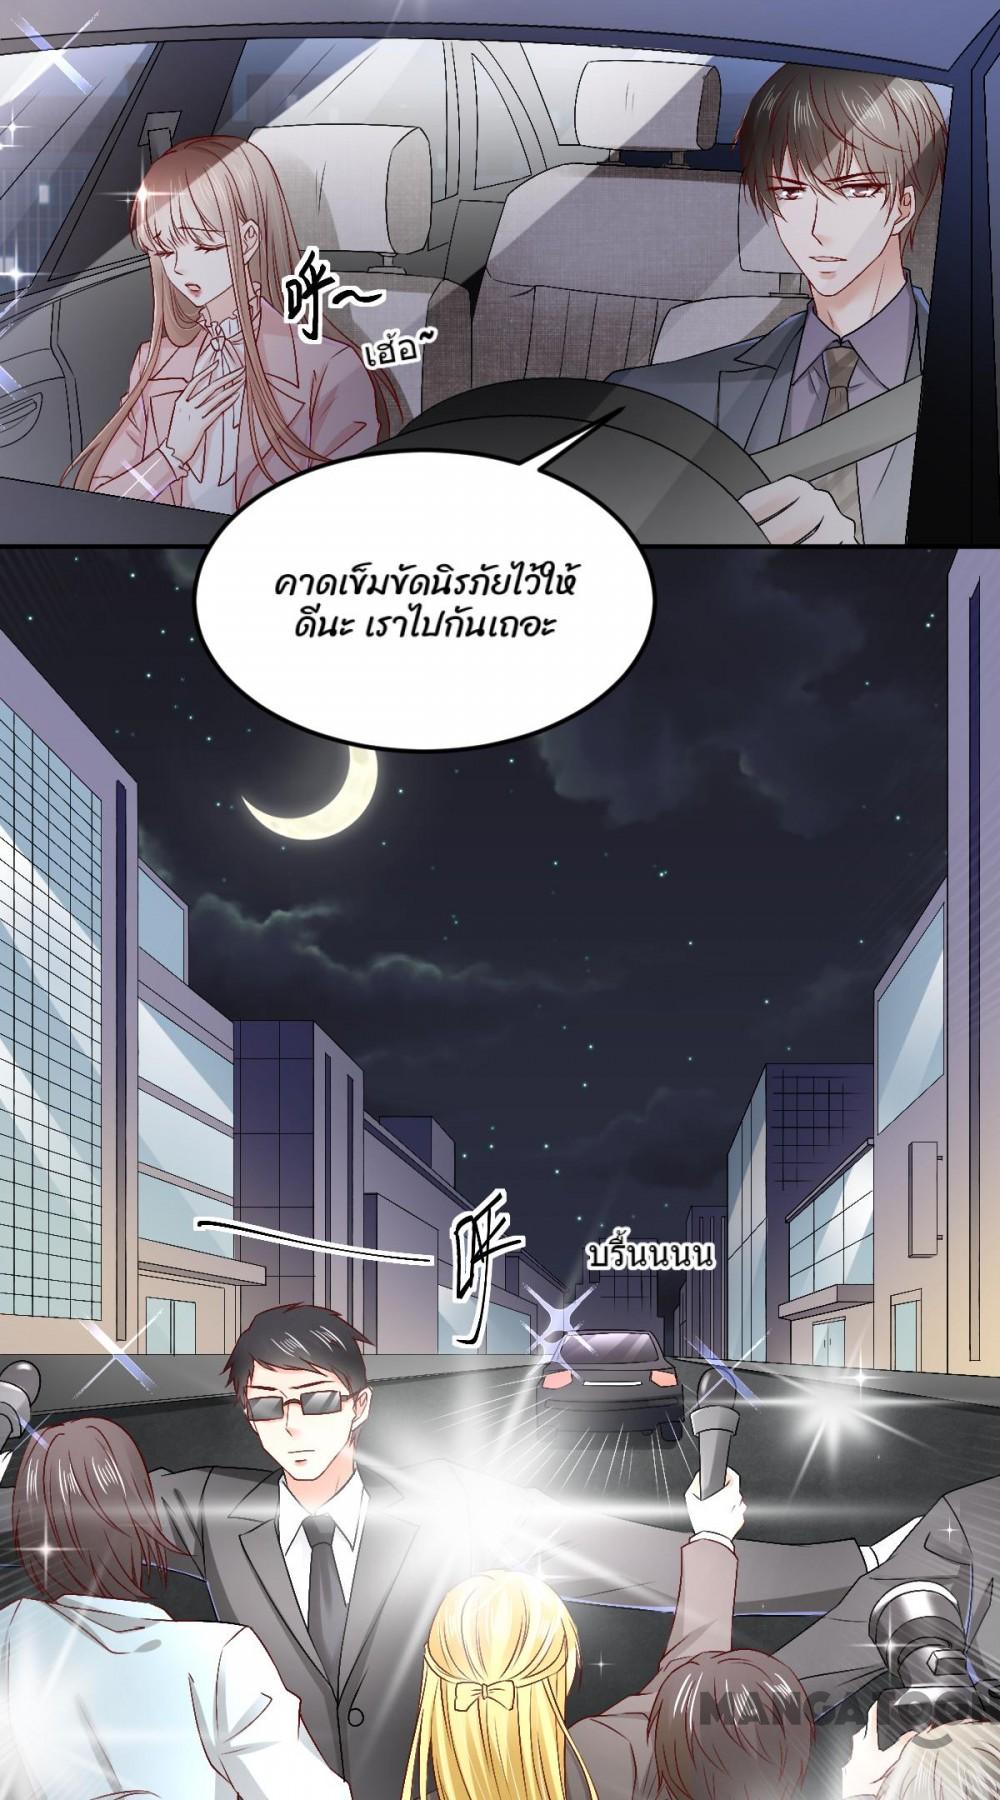 呼~
เฮ้อ~
คาดเข็มขัดนิรภัยไว้ให้
ดีนะ เราไปกันเถอะ
呼
บรื้นนนน
MANGATOON